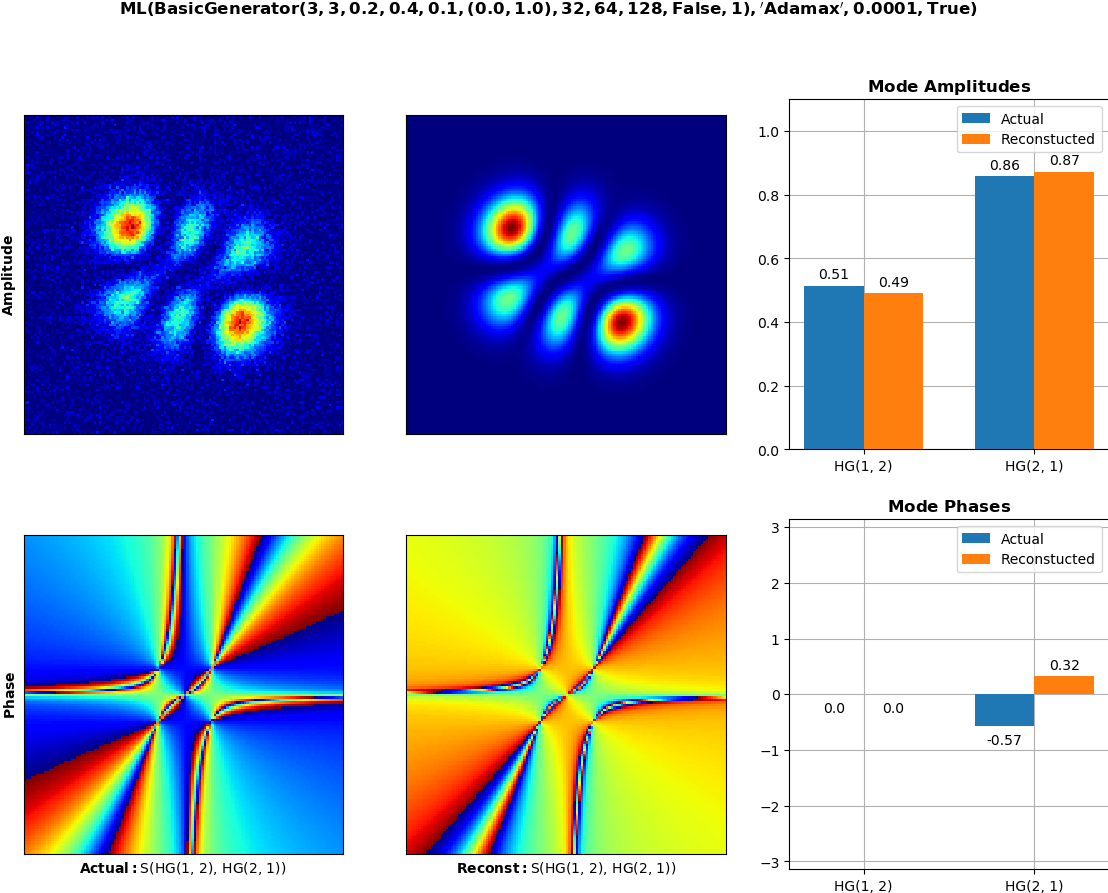 ML(BasicGenerator(3, 3, 0.2, 0.4, 0.1, (0.0, 1.0), 32, 64, 128, False, 1), ′Adamax′, 0.0001, True)
Amplitude
Mode Amplitudes
Actual
Reconstucted
1.0
0.8
0.6
0.4
0.2
0.0
0.51
0.49
0.86
0.87
HG(1, 2)
HG(2, 1)
Phase
Actual: S(HG(1, 2), HG(2, 1))
Reconst: S(HG(1, 2), HG(2, 1))
Mode Phases
Actual
Reconstucted
3
2
1
0
−1
−2
−3
0.0
0.0
-0.57
0.32
HG(1, 2)
HG(2, 1)